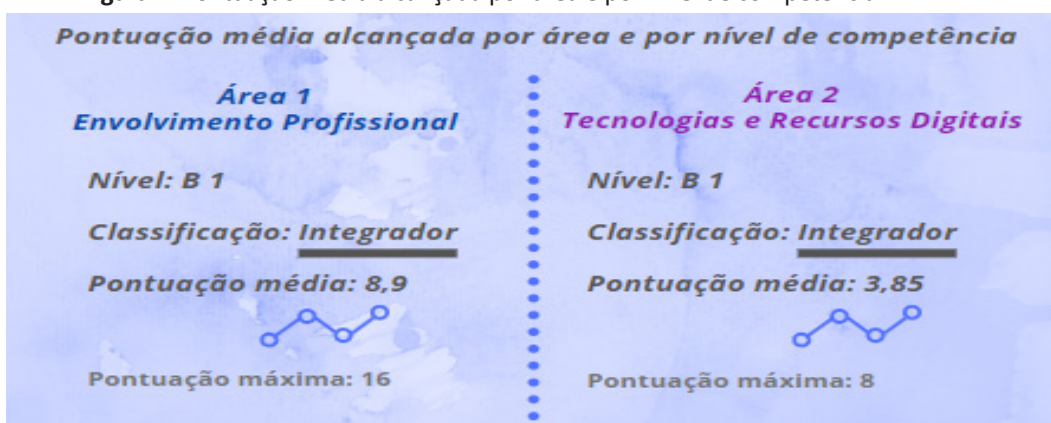 Pontuação média alcançada por área e por nível de competência
Área 1
Envolvimento Profissional
Nível: B 1
Classificação: Integrador
Pontuação média: 8,9
Pontuação máxima: 16
Área 2
Tecnologias e Recursos Digitais
Nível: B 1
Classificação: Integrador
Pontuação média: 3,85
Pontuação máxima: 8